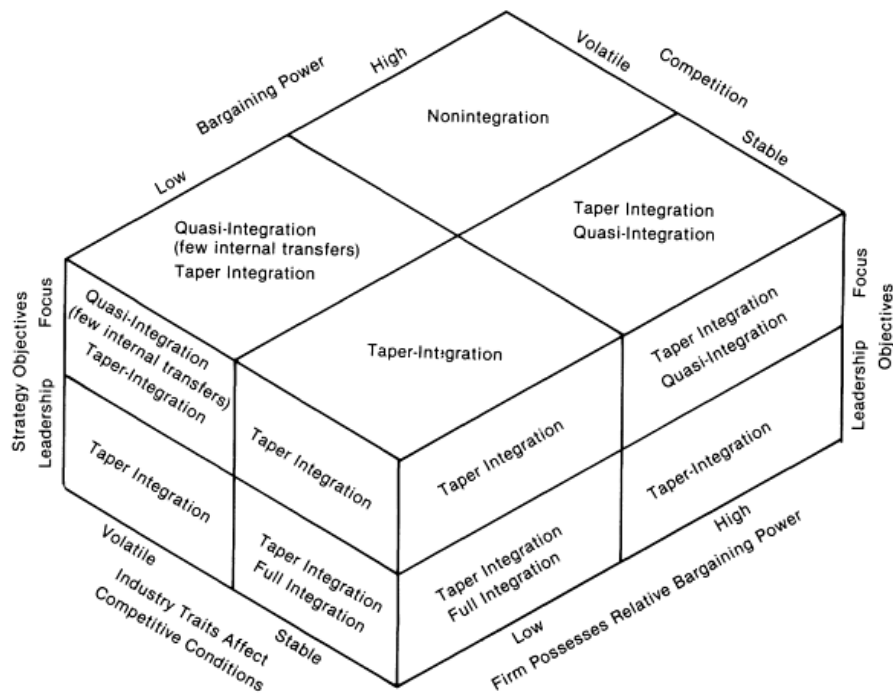 Bargaining Power
High
Low
Volatile
Competition
Stable
Nonintegration
Quasi-Integration
(few internal transfers)
Taper Integration
Taper Integration
Quasi-Integration
Taper-Integration
Strategy Objectives
Focus
Leadership
Quasi-Integration
(few internal transfers)
Taper-Integration
Taper Integration
Taper Integration
Taper Integration
Full Integration
Taper Integration
Taper Integration
Quasi-Integration
Taper Integration
Full Integration
Taper-Integration
Focus
Leadership
Objectives
Volatile
Stable
Industry Traits Affect
Competitive Conditions
Low
High
Firm Possesses Relative Bargaining Power